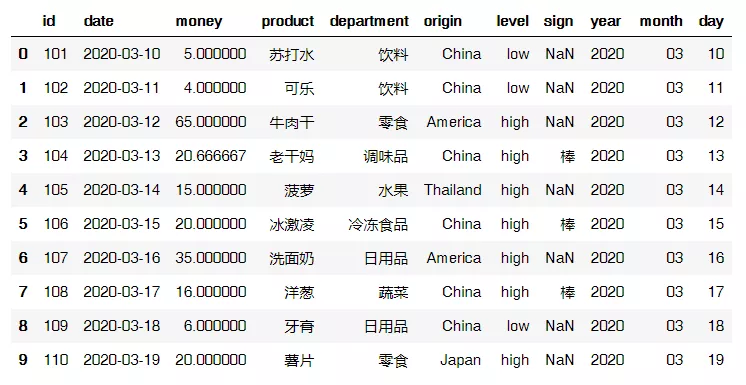 id date money product department origin level sign year month day
0 101 2020-03-10 5.000000 苏打水 饮料 China low NaN 2020 03 10
1 102 2020-03-11 4.000000 可乐 饮料 China low NaN 2020 03 11
2 103 2020-03-12 65.000000 牛肉干 零食 America high NaN 2020 03 12
3 104 2020-03-13 20.666667 老干妈 调味品 China high 棒 2020 03 13
4 105 2020-03-14 15.000000 菠萝 水果 Thailand high NaN 2020 03 14
5 106 2020-03-15 20.000000 冰激凌 冷冻食品 China high 棒 2020 03 15
6 107 2020-03-16 35.000000 洗面奶 日用品 America high NaN 2020 03 16
7 108 2020-03-17 16.000000 洋葱 蔬菜 China high 棒 2020 03 17
8 109 2020-03-18 6.000000 牙膏 日用品 China low NaN 2020 03 18
9 110 2020-03-19 20.000000 薯片 零食 Japan high NaN 2020 03 19